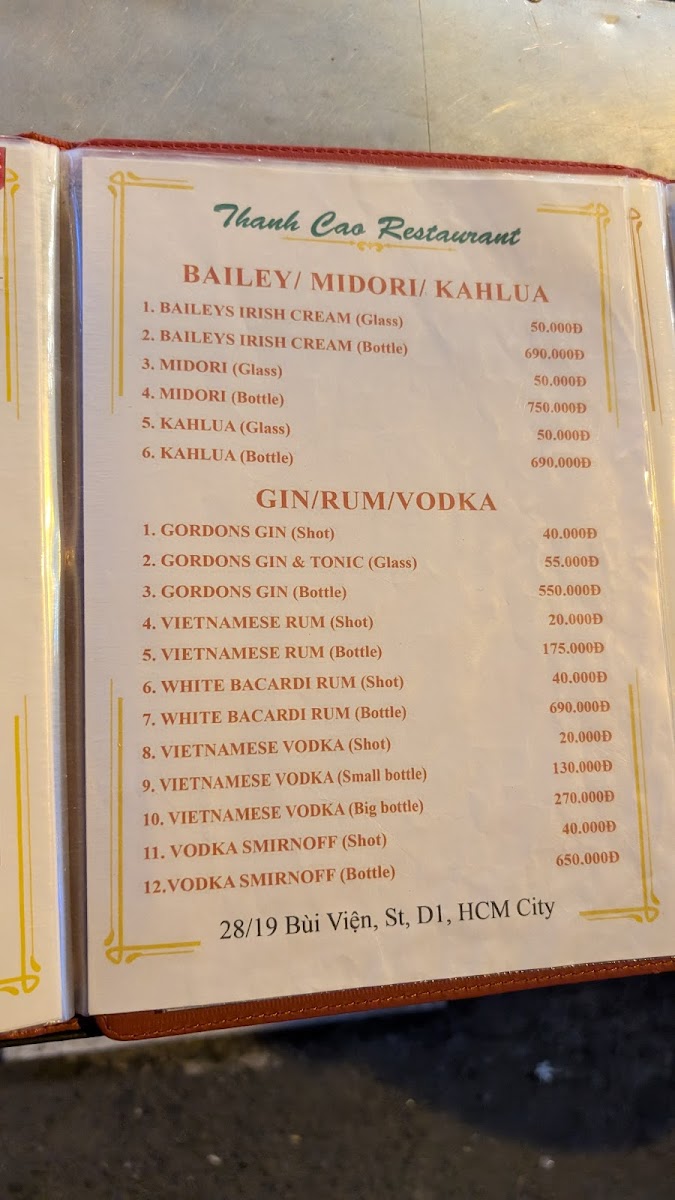 Thanh Cao Restaurant
BAILEY/ MIDORI/ KAHLUA
1. BAILEYS IRISH CREAM (Glass) 50.000Đ
2. BAILEYS IRISH CREAM (Bottle) 690.000Đ
3. MIDORI (Glass) 50.000Đ
4. MIDORI (Bottle) 750.000Đ
5. KAHLUA (Glass) 50.000Đ
6. KAHLUA (Bottle) 690.000Đ
GIN/RUM/VODKA
1. GORDONS GIN (Shot) 40.000Đ
2. GORDONS GIN & TONIC (Glass) 55.000Đ
3. GORDONS GIN (Bottle) 550.000Đ
4. VIETNAMESE RUM (Shot) 20.000Đ
5. VIETNAMESE RUM (Bottle) 175.000Đ
6. WHITE BACARDI RUM (Shot) 40.000Đ
7. WHITE BACARDI RUM (Bottle) 690.000Đ
8. VIETNAMESE VODKA (Shot) 20.000Đ
9. VIETNAMESE VODKA (Small bottle) 130.000Đ
10. VIETNAMESE VODKA (Big bottle) 270.000Đ
11. VODKA SMIRNOFF (Shot) 40.000Đ
12.VODKA SMIRNOFF (Bottle) 650.000Đ
28/19 Bùi Viện, St, D1, HCM City